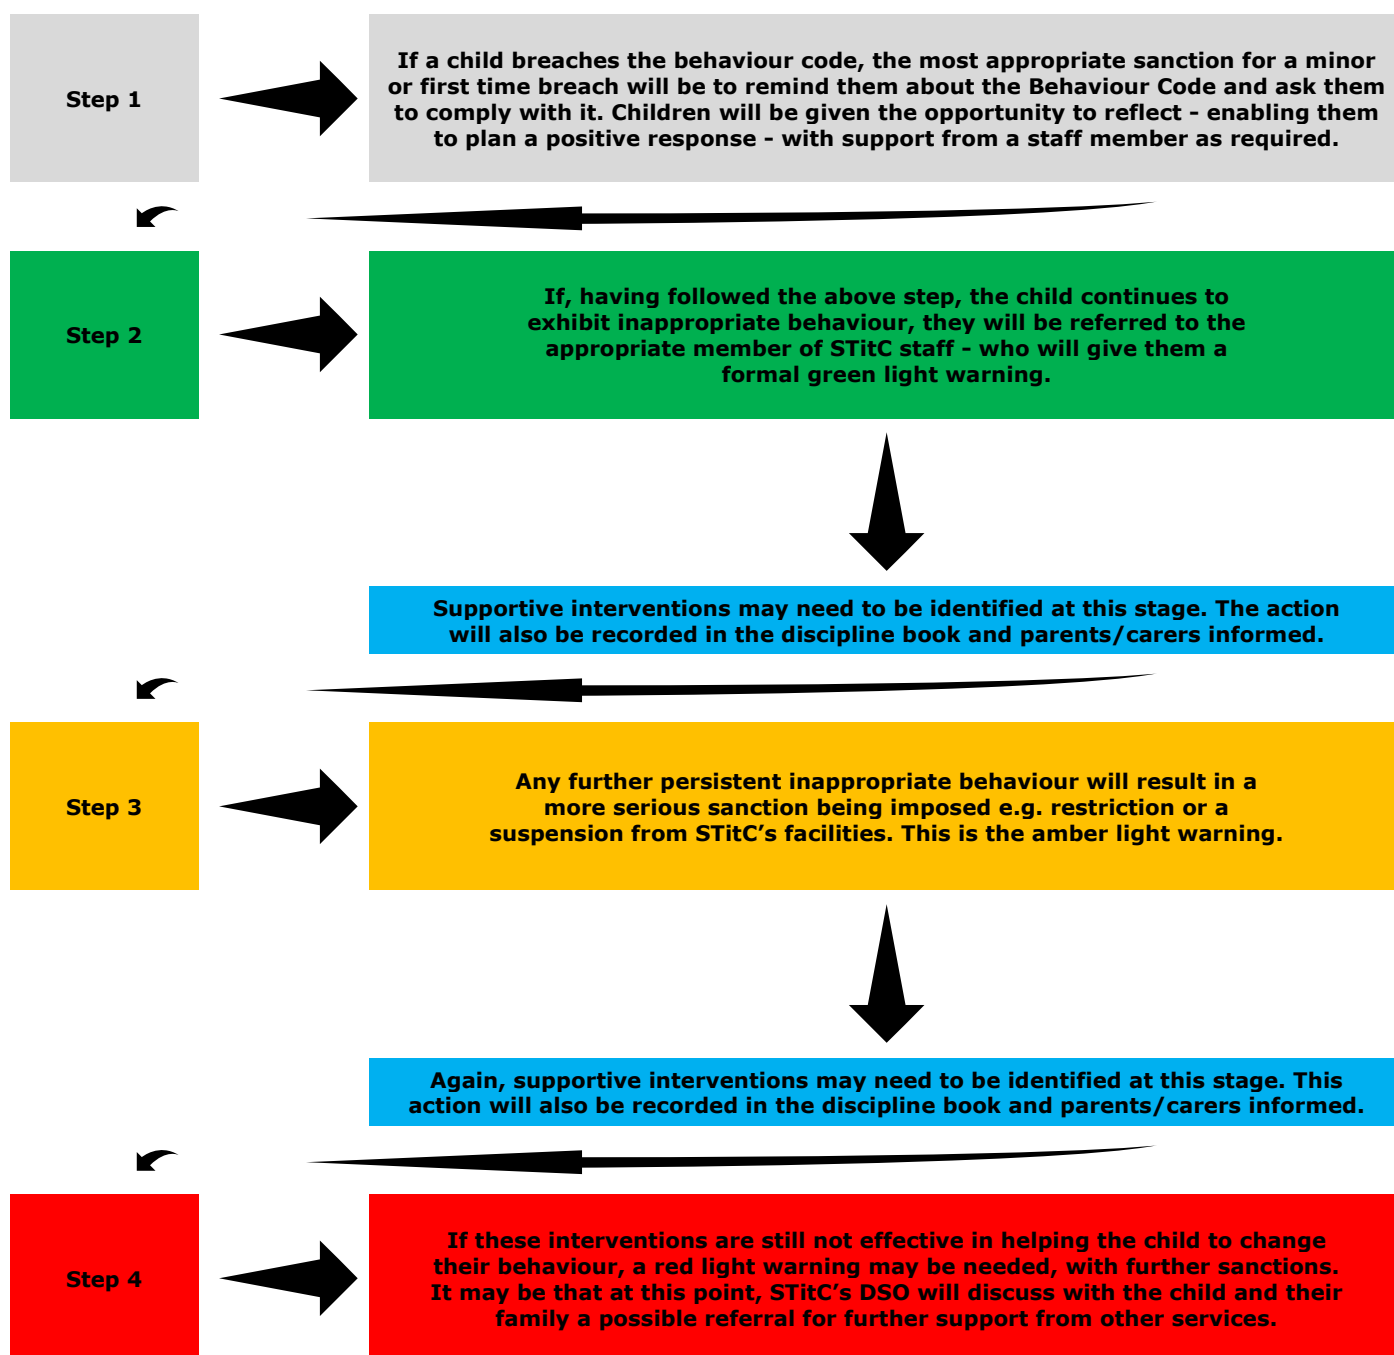 Step 1
If a child breaches the behaviour code, the most appropriate sanction for a minor
or first time breach will be to remind them about the Behaviour Code and ask them
to comply with it. Children will be given the opportunity to reflect - enabling them
to plan a positive response - with support from a staff member as required.
Step 2
If, having followed the above step, the child continues to
exhibit inappropriate behaviour, they will be referred to the
appropriate member of STitC staff - who will give them a
formal green light warning.
Supportive interventions may need to be identified at this stage. The action
will also be recorded in the discipline book and parents/carers informed.
Step 3
Any further persistent inappropriate behaviour will result in a
more serious sanction being imposed e.g. restriction or a
suspension from STitC’s facilities. This is the amber light warning.
Again, supportive interventions may need to be identified at this stage. This
action will also be recorded in the discipline book and parents/carers informed.
Step 4
If these interventions are still not effective in helping the child to change
their behaviour, a red light warning may be needed, with further sanctions.
It may be that at this point, STitC’s DSO will discuss with the child and their
family a possible referral for further support from other services.